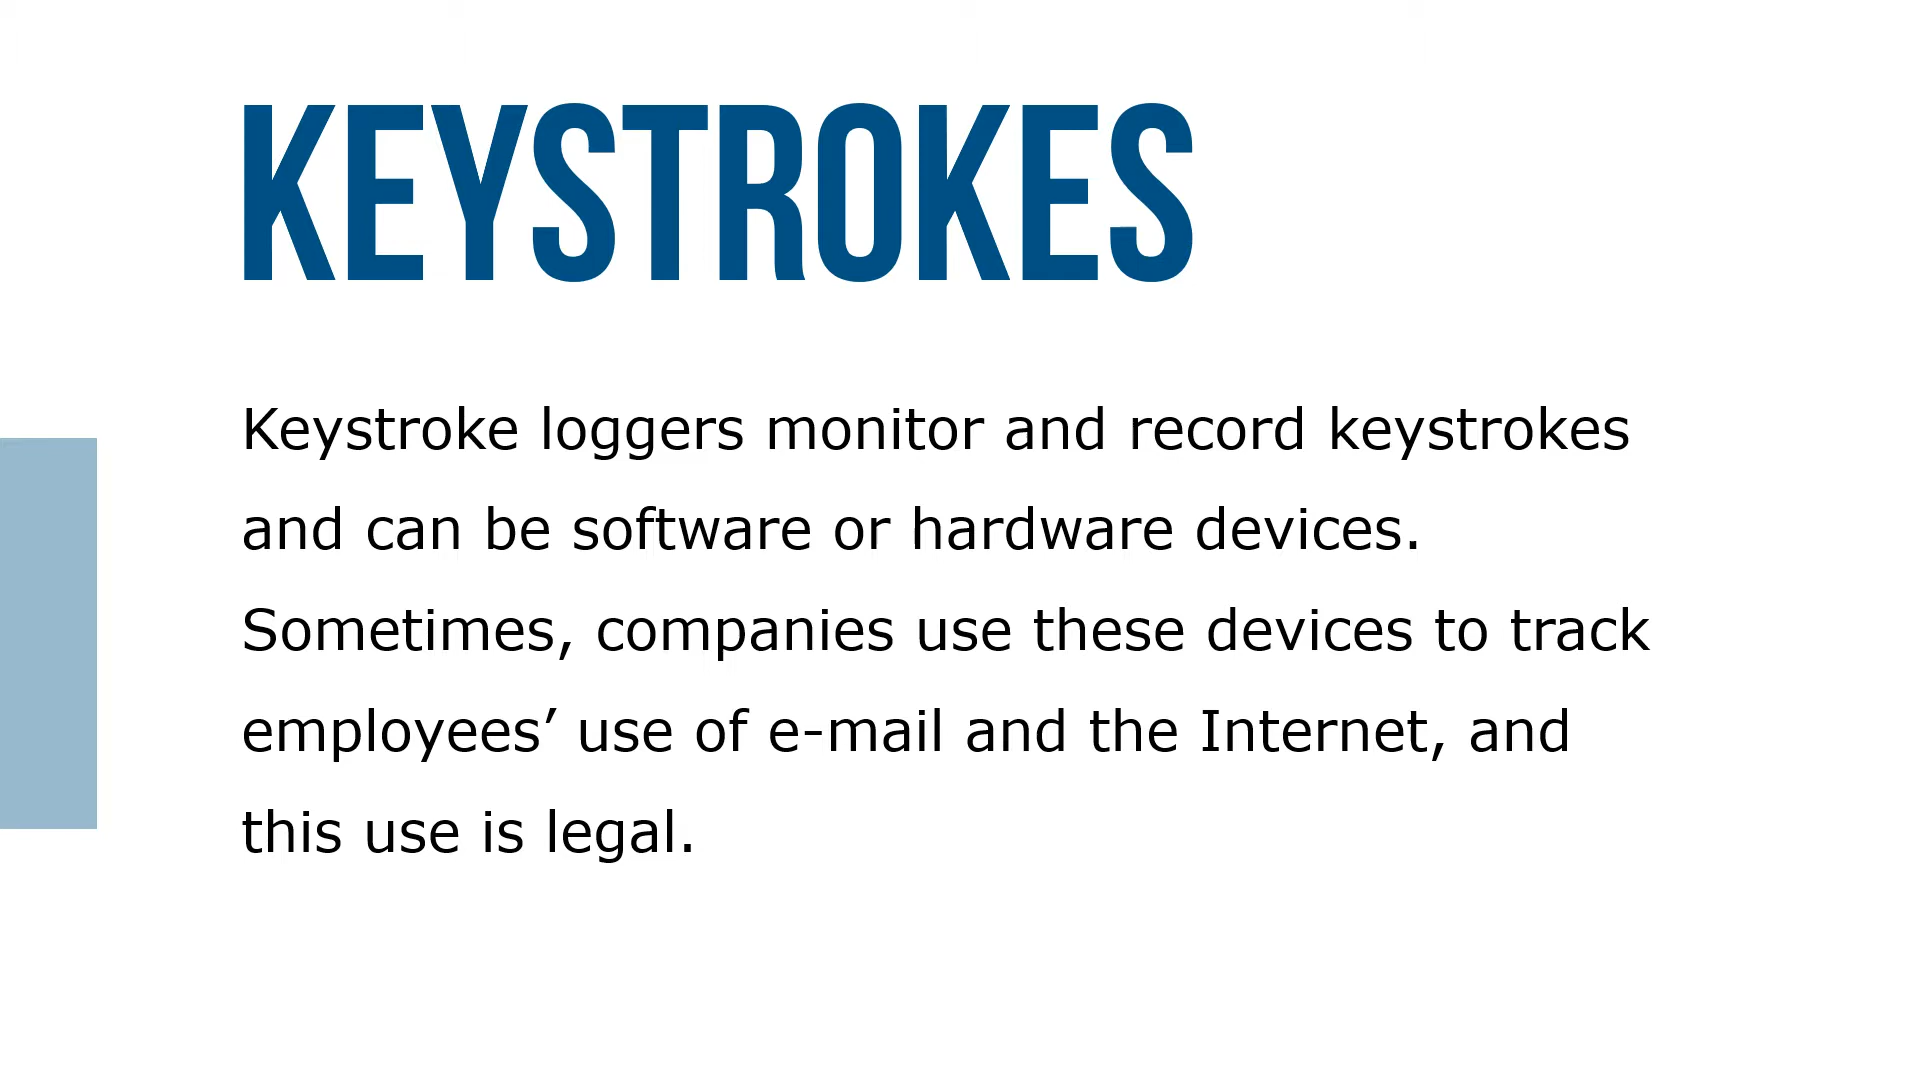 KEYSTROKES
Keystroke loggers monitor and record keystrokes
and can be software or hardware devices.
Sometimes, companies use these devices to track
employees’ use of e-mail and the Internet, and
this use is legal.